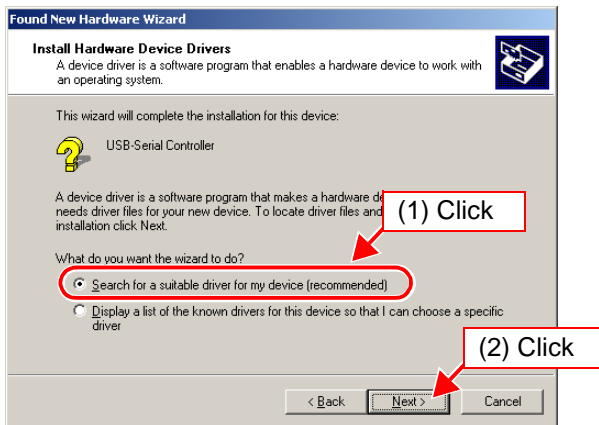 Found New Hardware Wizard
Install Hardware Device Drivers
A device driver is a software program that enables a hardware device to work with
an operating system.
This wizard will complete the installation for this device:
USB-Serial Controller
A device driver is a software program that makes a hardware
needs driver files for your new device. To locate driver files and
installation click Next.
(1) Click
What do you want the wizard to do?
Search for a suitable driver for my device (recommended)
Display a list of the known drivers for this device so that I can choose a specific
driver
(2) Click
< Back
Next >
Cancel